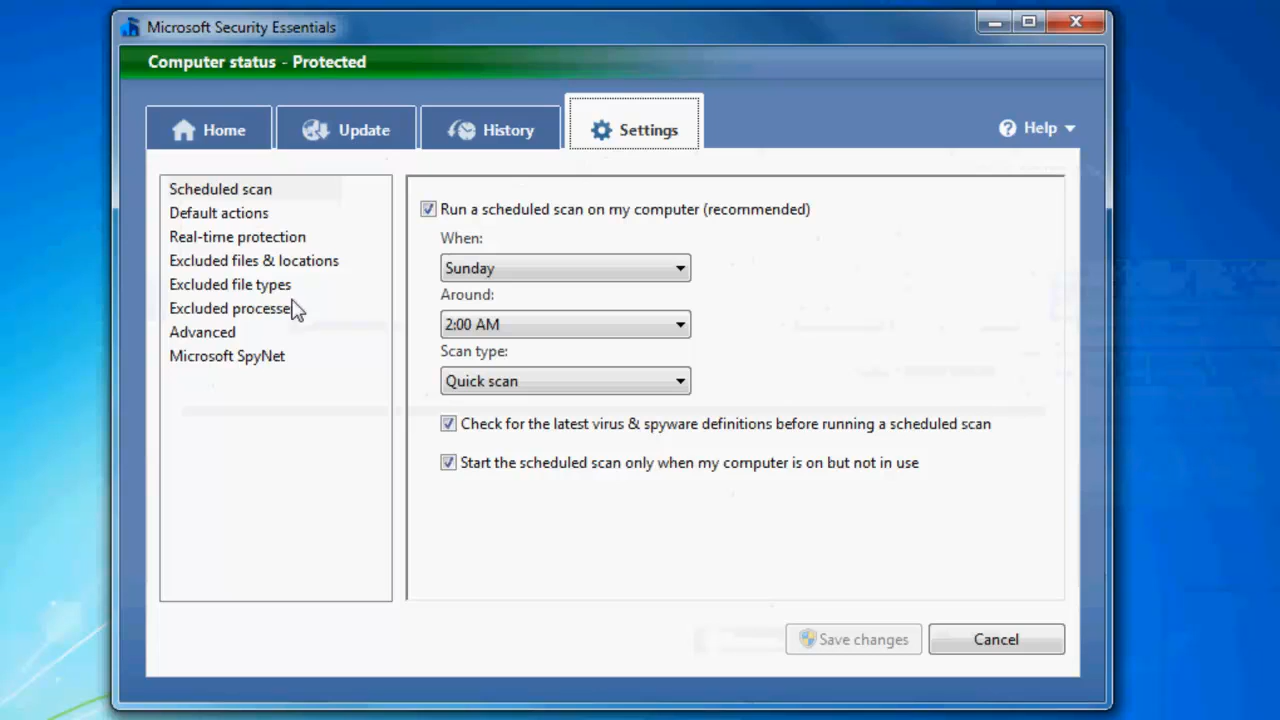 Microsoft Security Essentials
Computer status - Protected
Home
Update
History
Settings
Help
Scheduled scan
Default actions
Real-time protection
Excluded files & locations
Excluded file types
Excluded processe
Advanced
Microsoft SpyNet
Run a scheduled scan on my computer (recommended)
When:
Sunday
Around:
2:00 AM
Scan type:
Quick scan
Check for the latest virus & spyware definitions before running a scheduled scan
Start the scheduled scan only when my computer is on but not in use
Save changes
Cancel